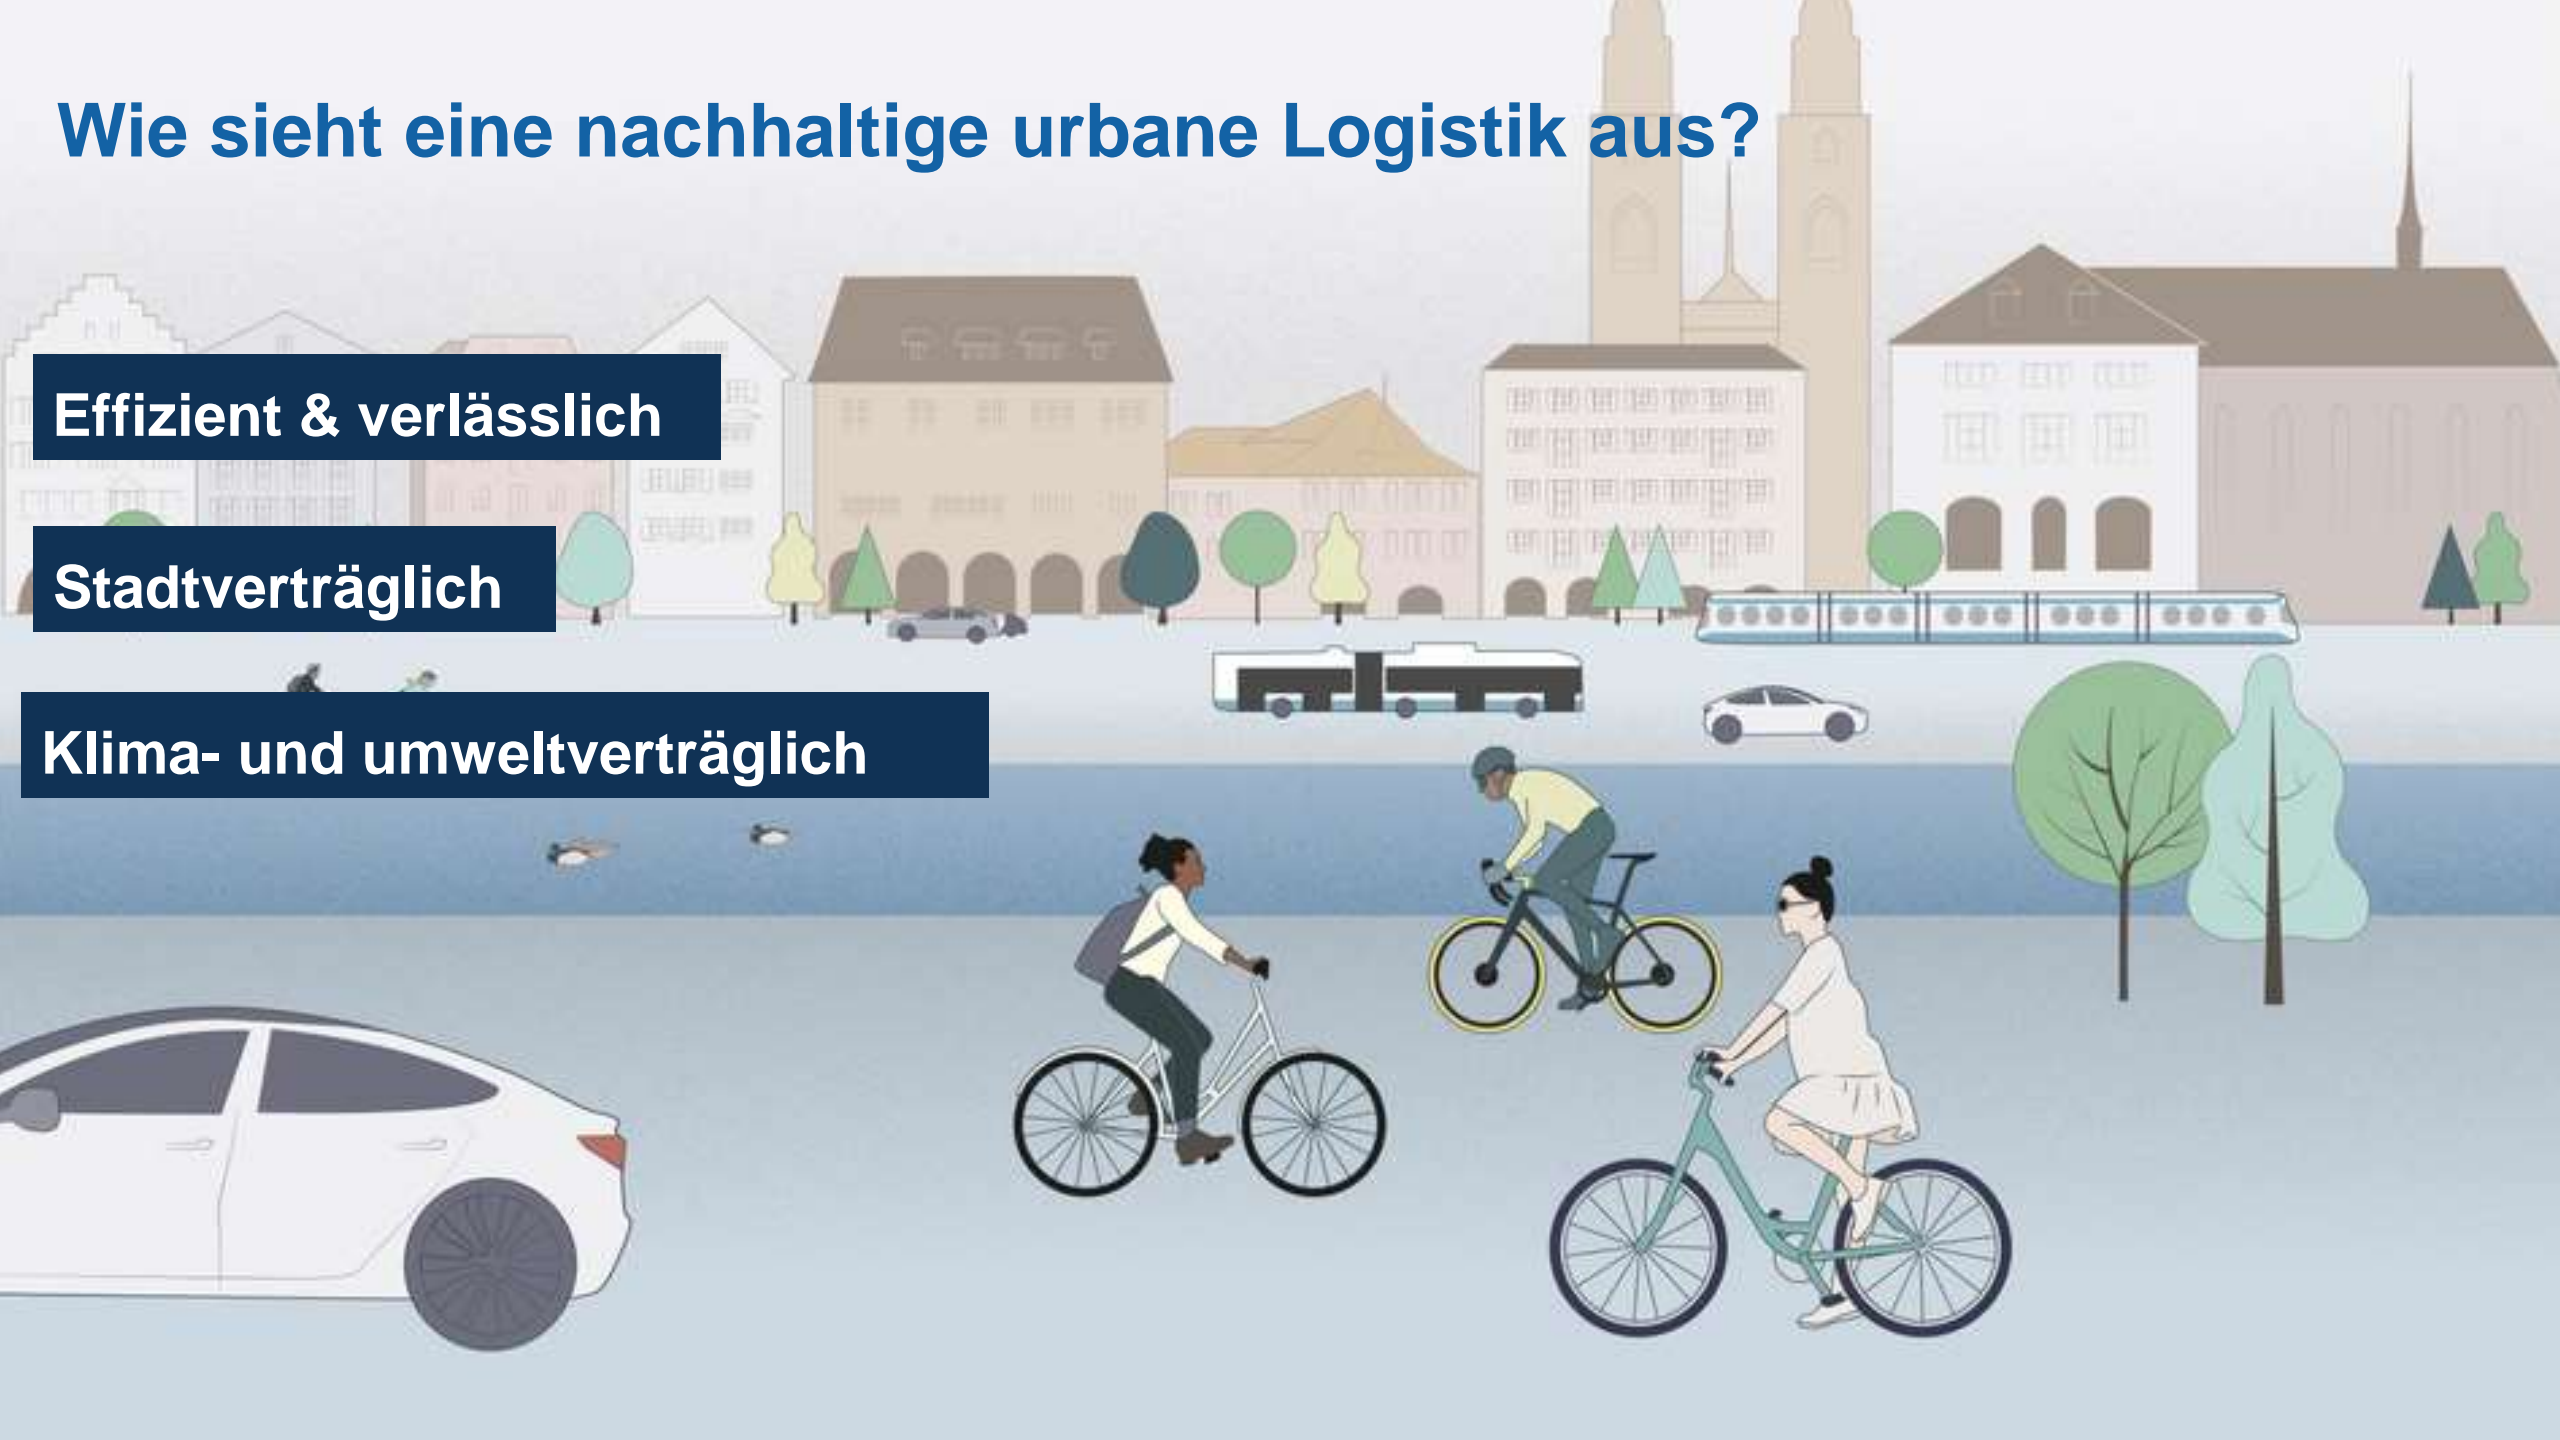 Wie sieht eine nachhaltige urbane Logistik aus?
Effizient & verlässlich
Stadtverträglich
Klima- und umweltverträglich